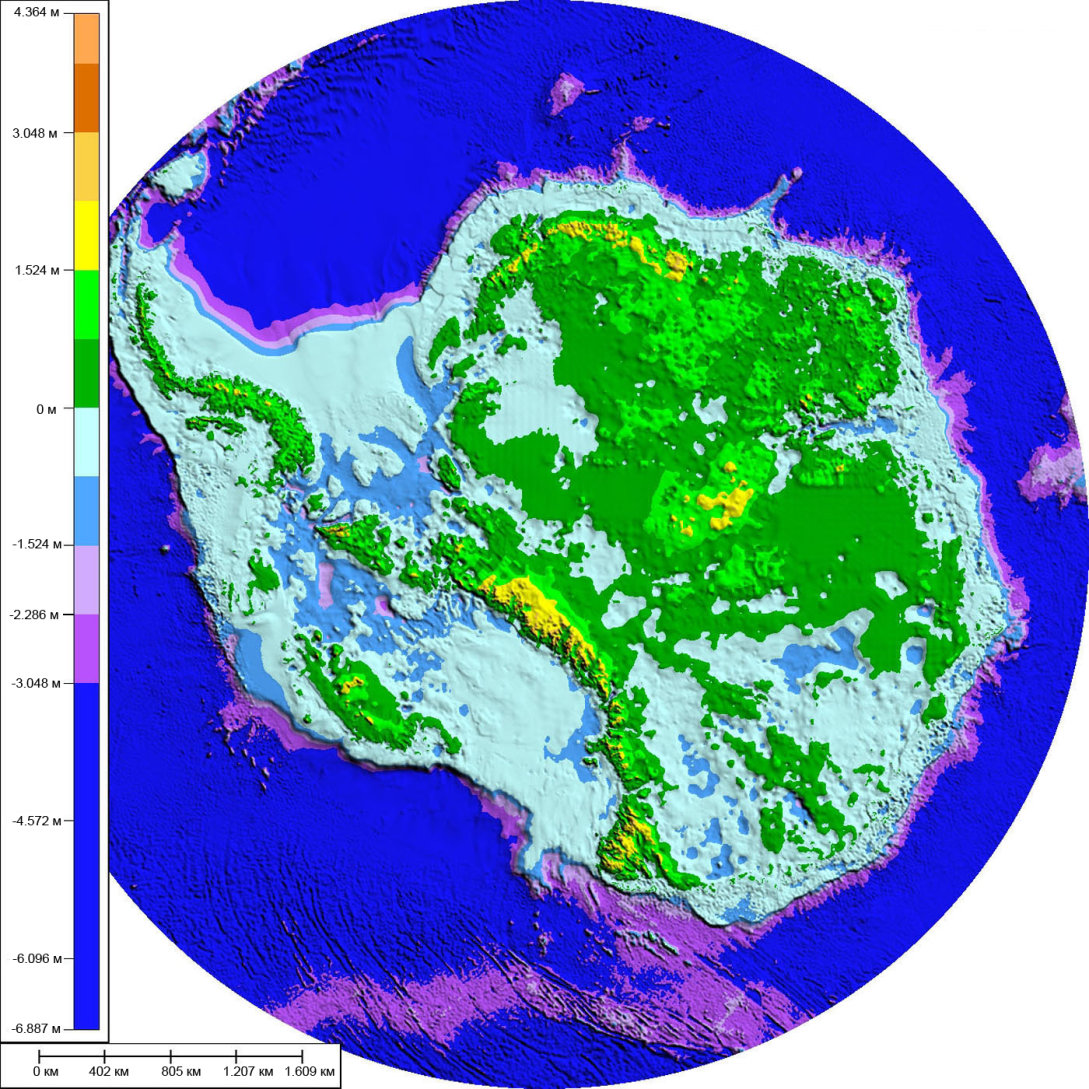 4.364 м
3.048 м
1.524 м
0 м
-1.524 м
-2.286 м
-3.048 м
-4.572 м
-6.096 м
-6.887 м
0 км 402 км 805 км 1.207 км 1.609 км